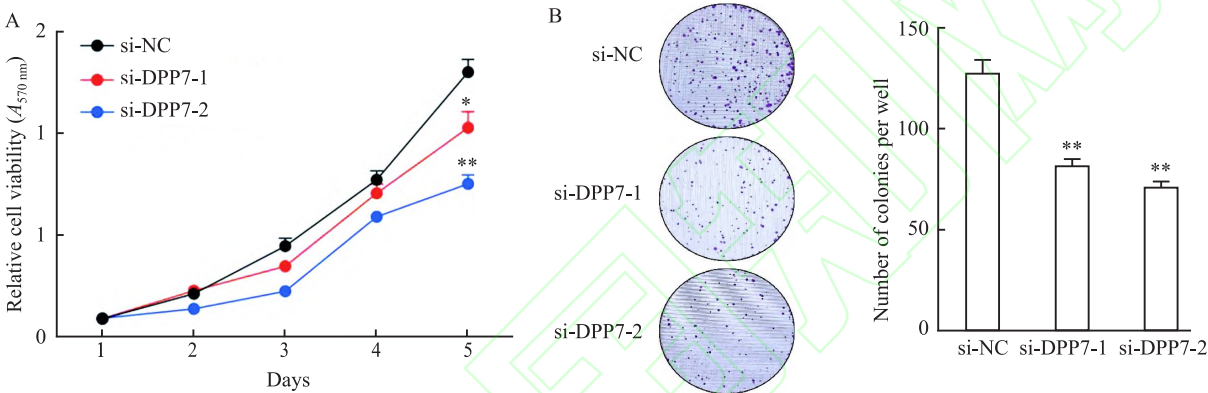 A
Relative cell viability (A570 nm)
2
1
1
0
si-NC
si-DPP7-1
si-DPP7-2
*
**
1 2 3 4 5
Days
B
si-NC
si-DPP7-1
si-DPP7-2
Number of colonies per well
150
100
50
0
**
**
si-NC si-DPP7-1 si-DPP7-2